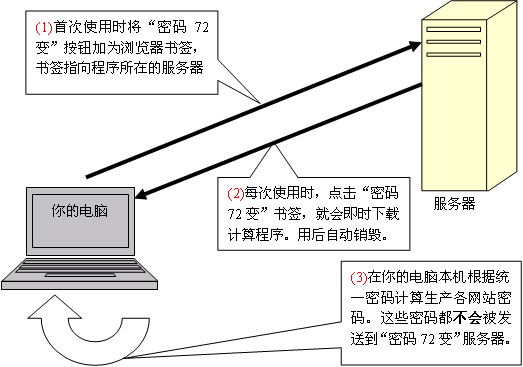 (1)首次使用时将“密码 72
变”按钮加为浏览器书签，
书签指向程序所在的服务器
(2)每次使用时，点击“密码
72 变”书签，就会即时下载
计算程序。用后自动销毁。
服务器
你的电脑
(3)在你的电脑本机根据统
一密码计算生产各网站密
码。这些密码都不会被发
送到“密码 72 变”服务器。